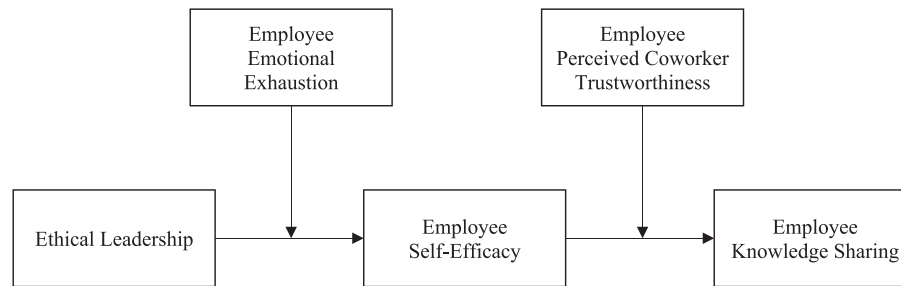 Employee
Emotional
Exhaustion
Employee
Perceived Coworker
Trustworthiness
Ethical Leadership
Employee
Self-Efficacy
Employee
Knowledge Sharing